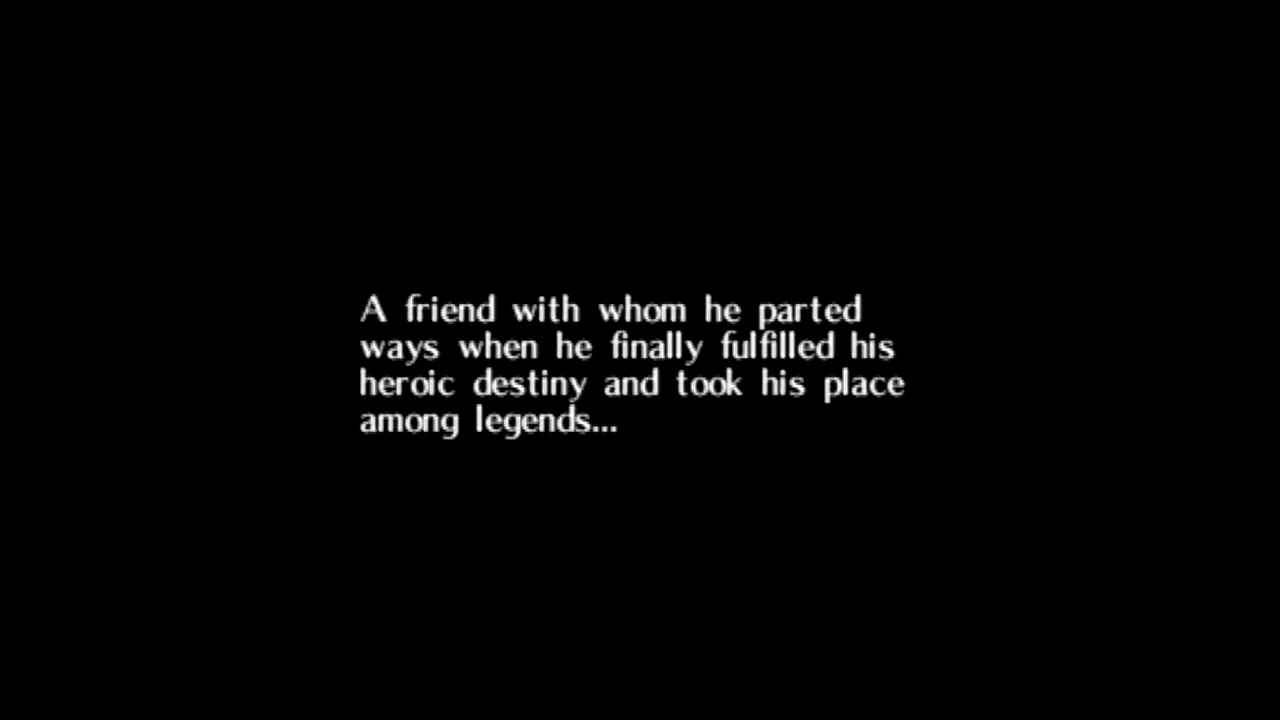 A friend with whom he parted
ways when he finally fulfilled his
heroic destiny and took his place
among legends...